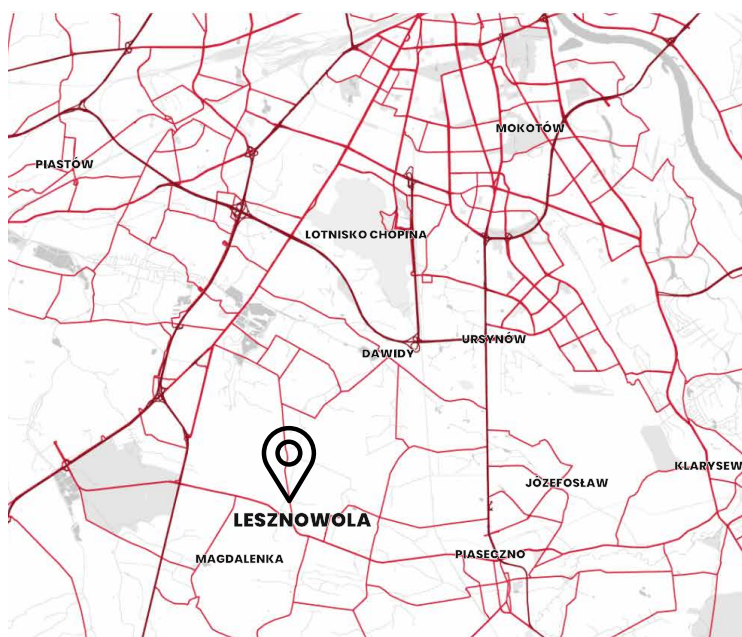 MOKOTÓW
PIASTÓW
LOTNISKO CHOPINA
URSYNÓW
DAWIDY
KLARYSEW
JÓZEFOSŁAW
LESZNOWOLA
PIASECZNO
MAGDALENKA